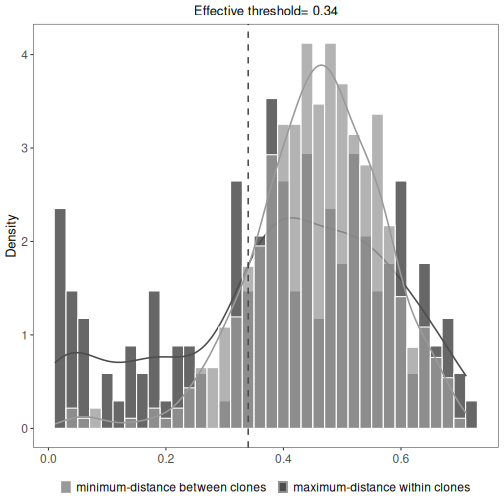 Effective threshold= 0.34
4
3
2
1
0
Density
0.0 0.2 0.4 0.6
minimum-distance between clones maximum-distance within clones